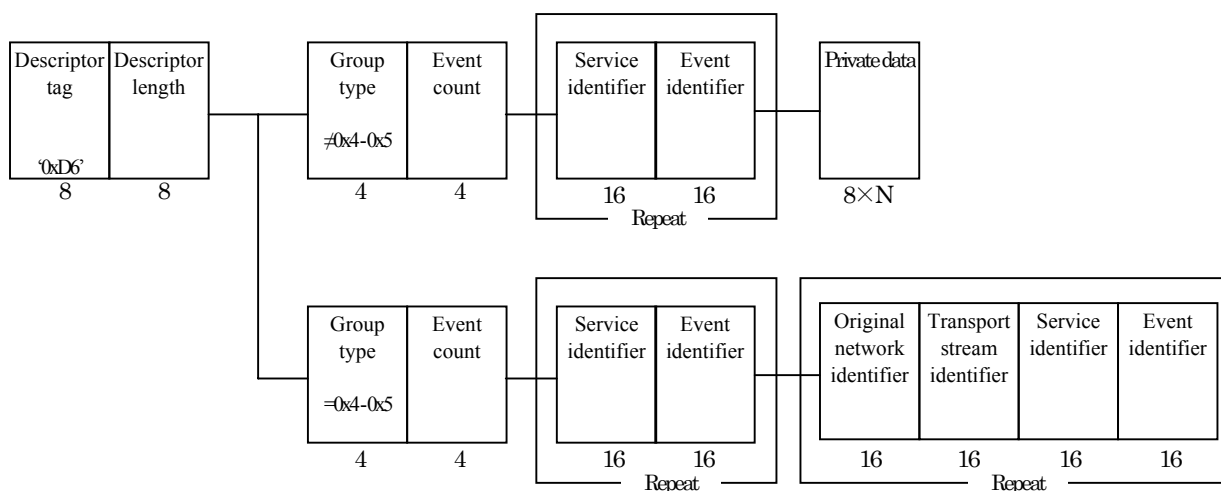 Descriptor tag
Descriptor length
Group type
Event count
Service identifier
Event identifier
Private data
≠0x4-0x5
‘0xD6’
8
8
4
4
16
16
8×N
Repeat
Group type
Event count
Service identifier
Event identifier
Original network identifier
Transport stream identifier
Service identifier
Event identifier
=0x4-0x5
4
4
16
16
16
16
16
16
Repeat
Repeat